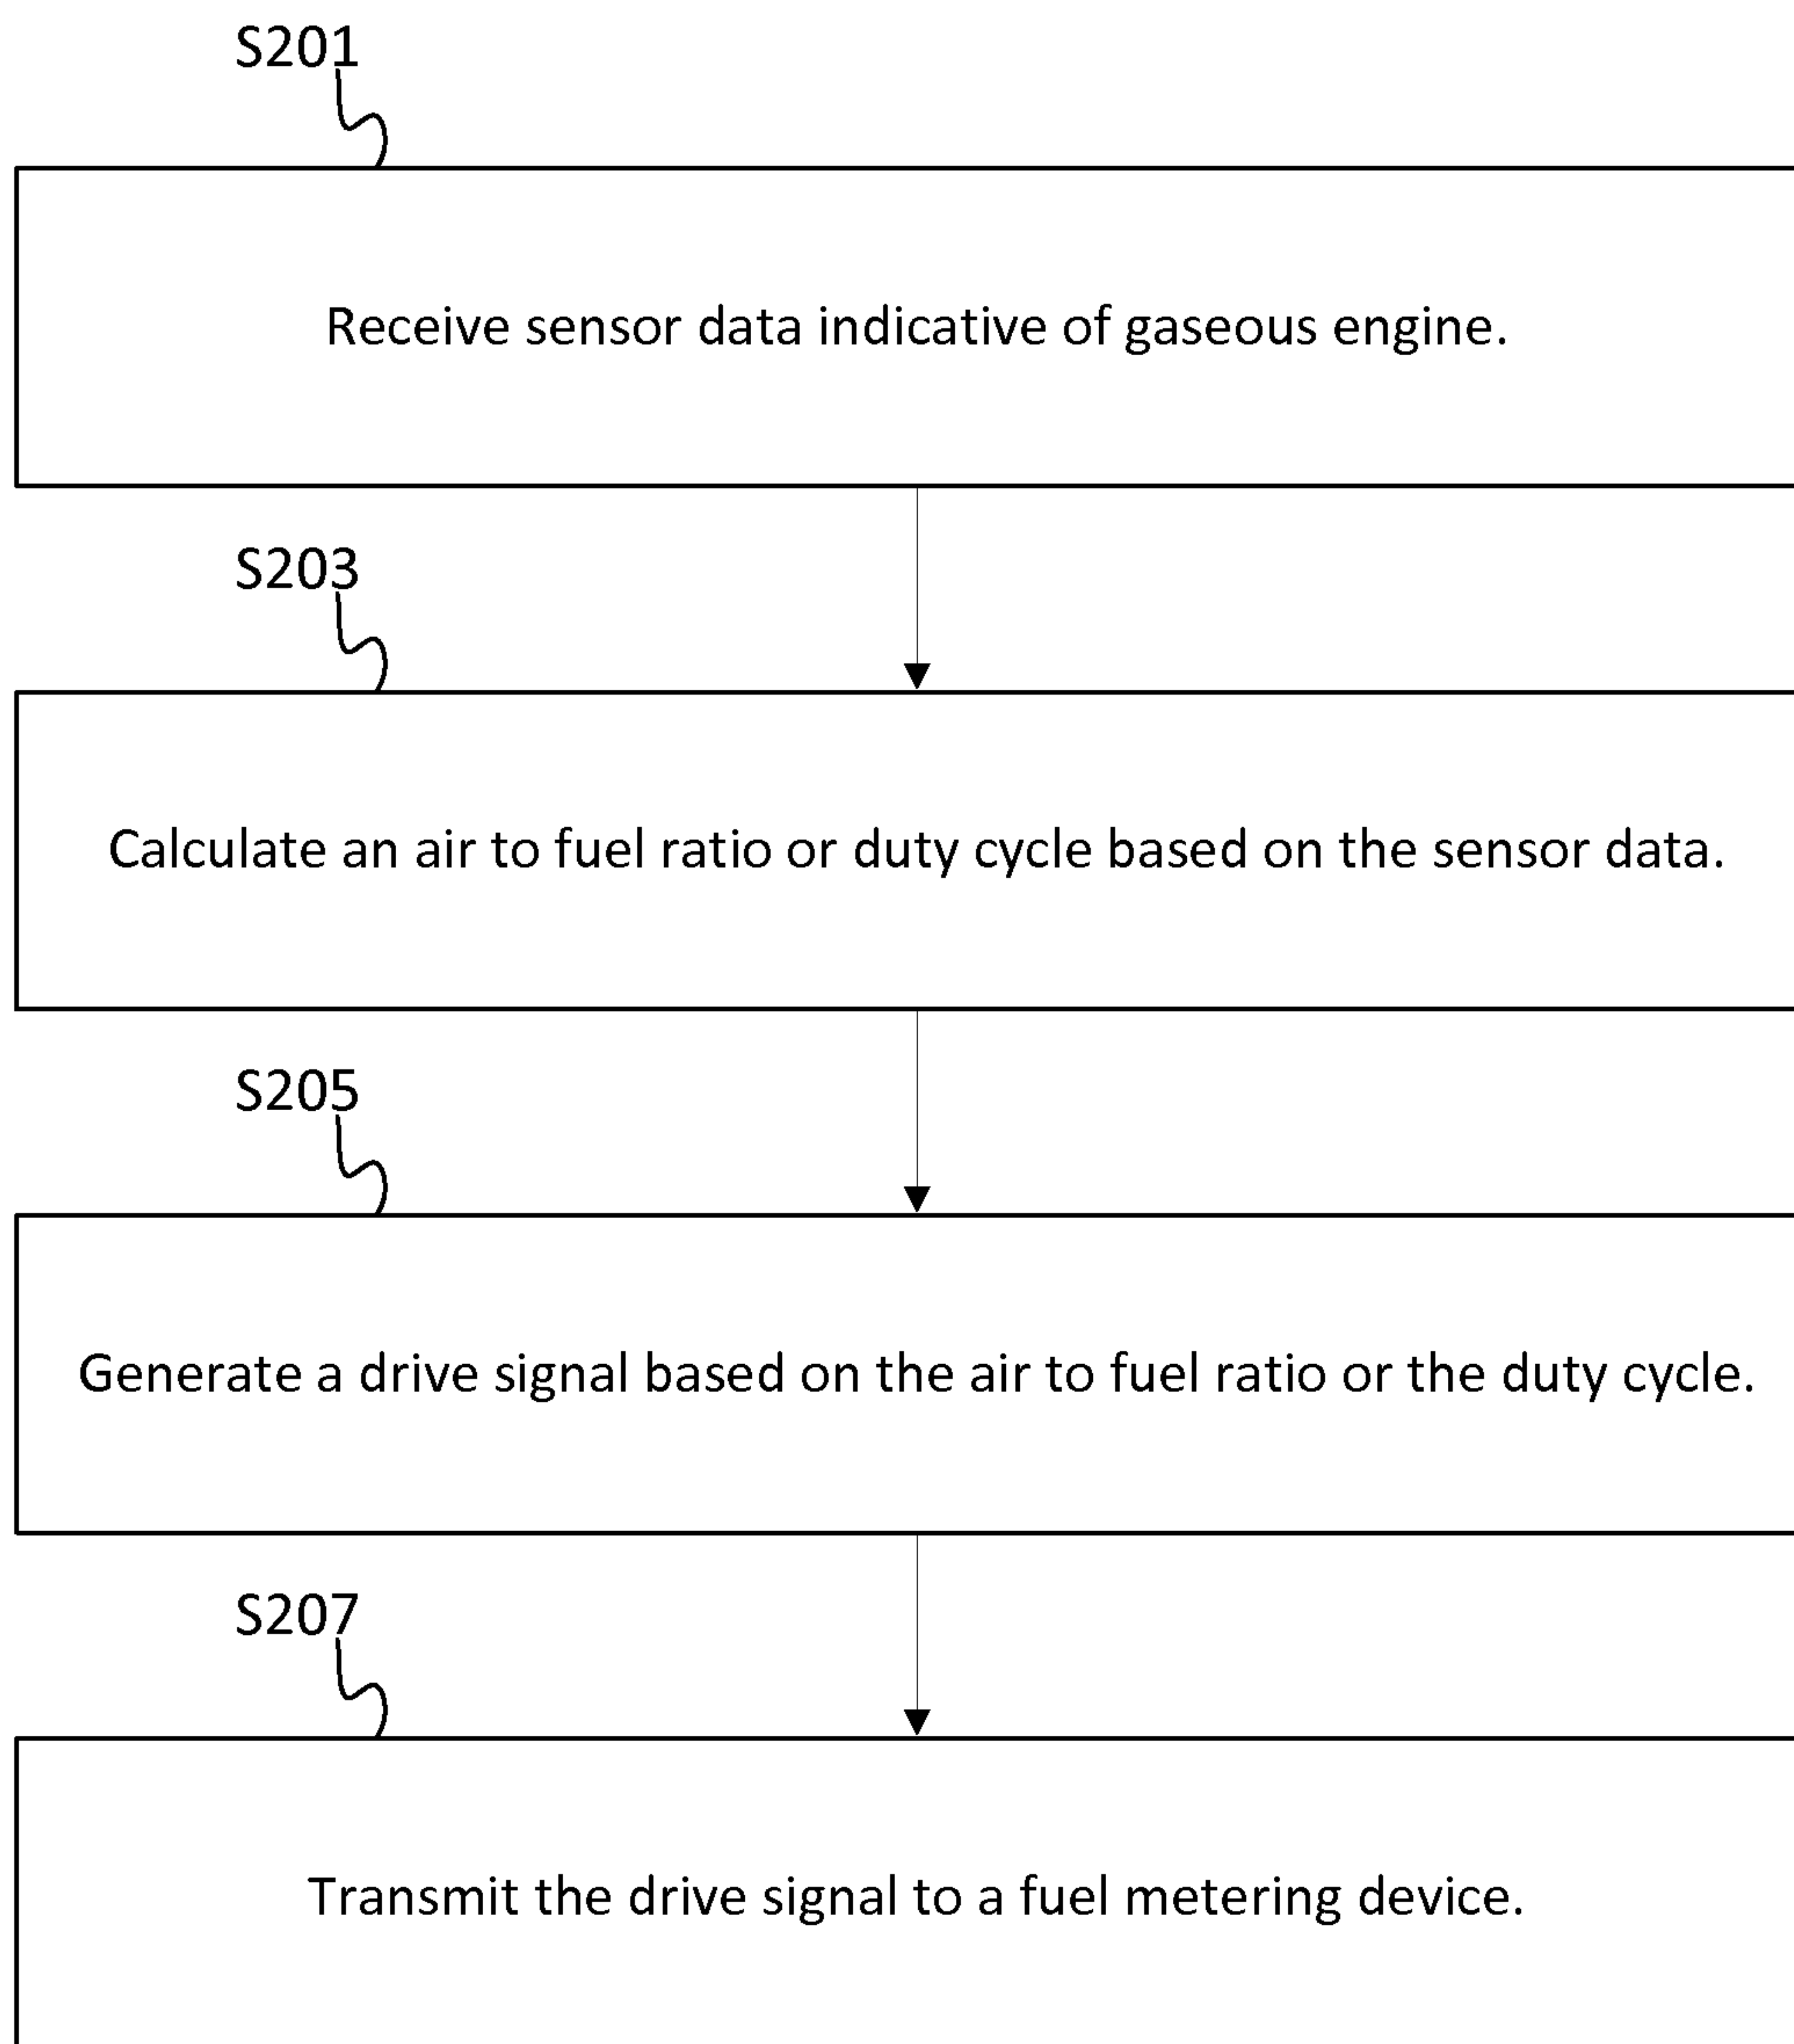 S201
Receive sensor data indicative of gaseous engine.
S203
Calculate an air to fuel ratio or duty cycle based on the sensor data.
S205
Generate a drive signal based on the air to fuel ratio or the duty cycle.
S207
Transmit the drive signal to a fuel metering device.